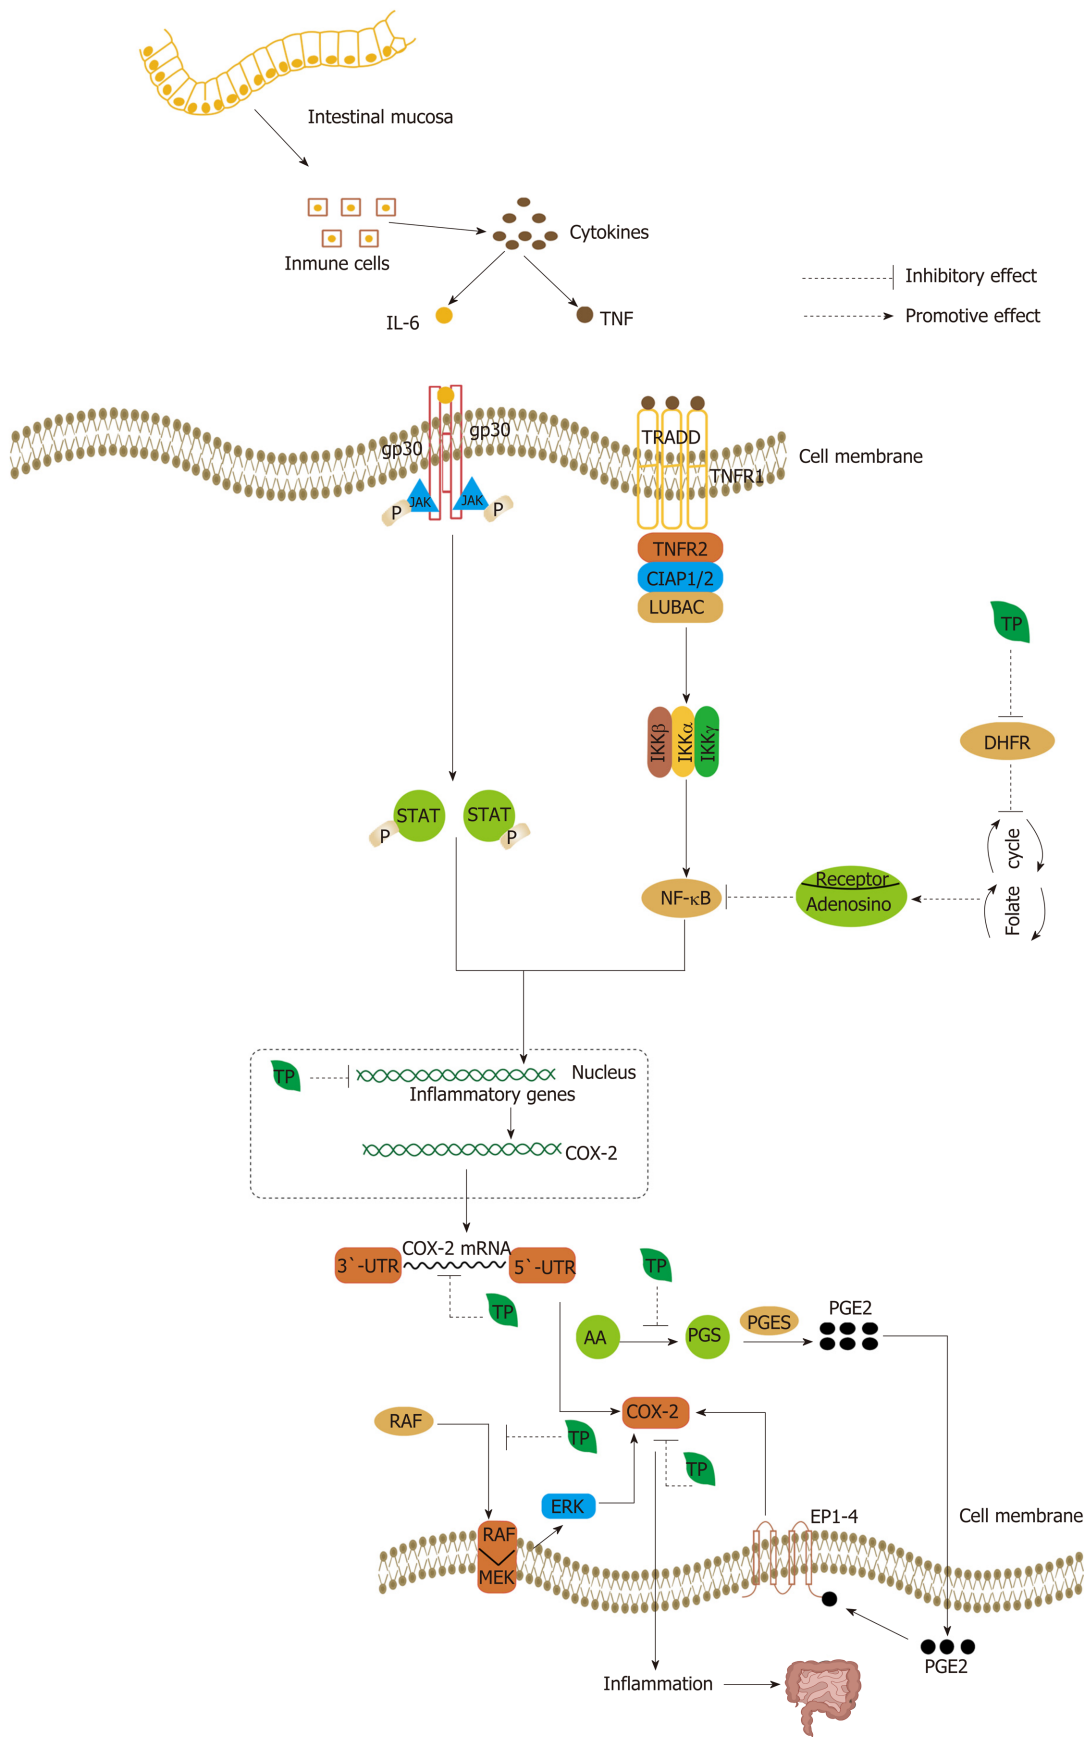 Intestinal mucosa
Cytokines
Inmune cells
Inhibitory effect
IL-6
TNF
Promotive effect
gp30
gp30
TRADD
Cell membrane
TNFR1
JAK
JAK
P
P
TNFR2
CIAP1/2
LUBAC
TP
IKKβ
IKKα
IKKγ
DHFR
STAT
STAT
P
P
Folate cycle
Receptor
Adenosino
NF-κB
TP
Nucleus
Inflammatory genes
COX-2
COX-2 mRNA
3`-UTR
5`-UTR
TP
TP
PGE2
AA
PGS
PGES
RAF
COX-2
TP
TP
ERK
EP1-4
Cell membrane
RAF
MEK
PGE2
Inflammation